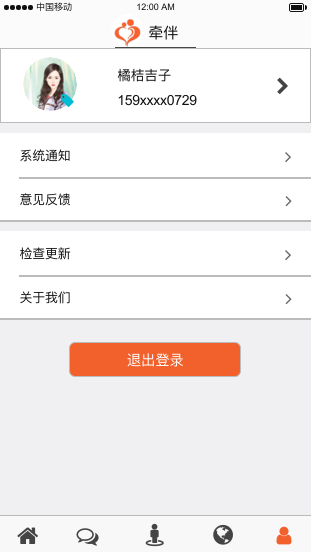 中国移动 12:00 AM
牵伴
橘桔吉子
159xxxx0729
系统通知
意见反馈
检查更新
关于我们
退出登录